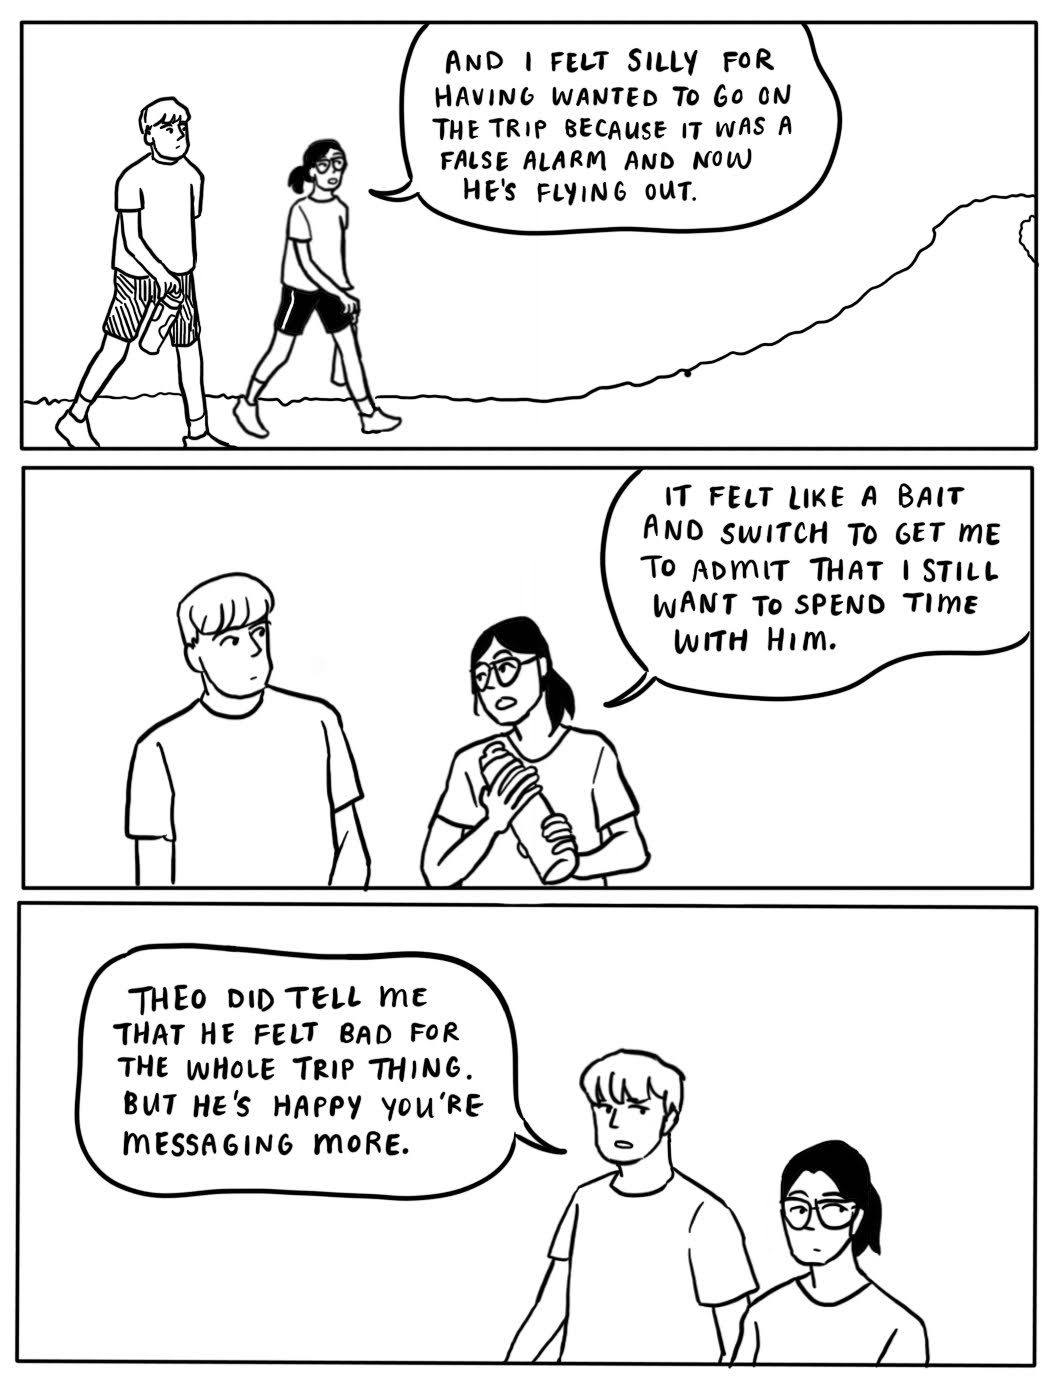 AND I FELT SILLY FOR
HAVING WANTED TO GO ON
THE TRIP BECAUSE IT WAS A
FALSE ALARM AND NOW
HE'S FLYING OUT.
IT FELT LIKE A BAIT
AND SWITCH TO GET ME
TO ADMIT THAT I STILL
WANT TO SPEND TIME
WITH HIM.
THEO DID TELL ME
THAT HE FELT BAD FOR
THE WHOLE TRIP THING.
BUT HE'S HAPPY YOU'RE
MESSAGING MORE.